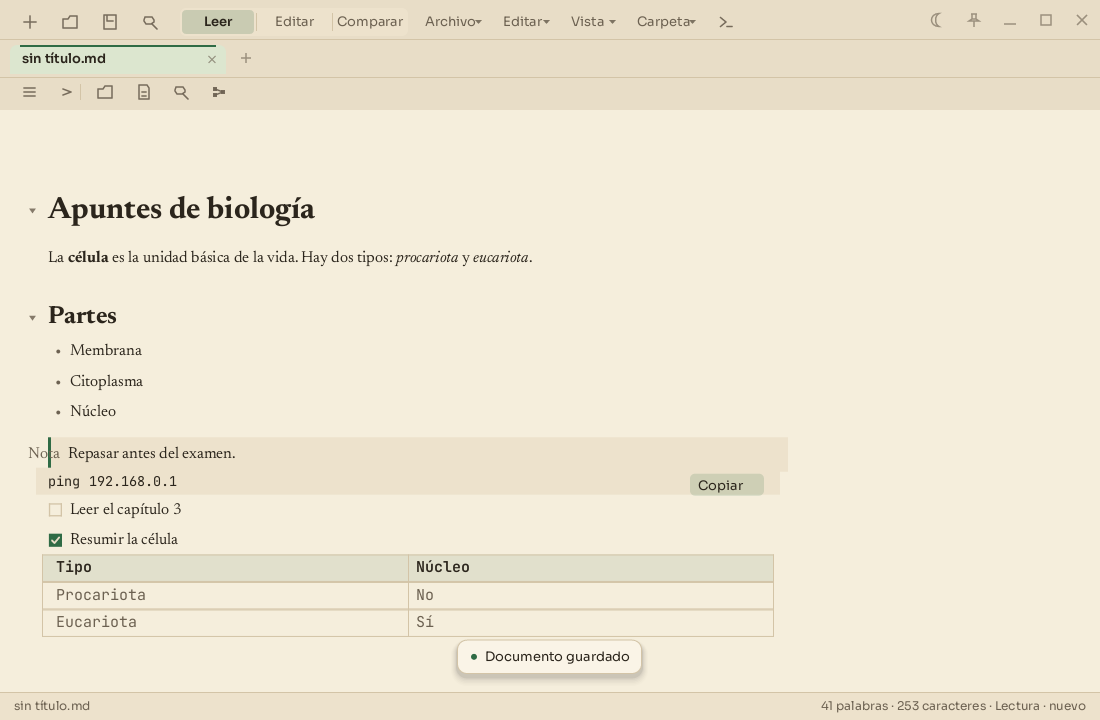 Leer Editar Comparar Archivo Editar Vista Carpeta
sin título.md
Apuntes de biología
La célula es la unidad básica de la vida. Hay dos tipos: procariota y eucariota.
Partes
• Membrana
• Citoplasma
• Núcleo
Nota Repasar antes del examen.
ping 192.168.0.1 Copiar
Leer el capítulo 3
Resumir la célula
Tipo Núcleo
Procariota No
Eucariota Sí
Documento guardado
sin título.md 41 palabras · 253 caracteres · Lectura · nuevo